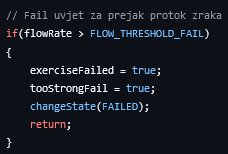 // Fail uvjet za prejak protok zraka
if(flowRate > FLOW_THRESHOLD_FAIL)
{
    exerciseFailed = true;
    tooStrongFail = true;
    changeState(FAILED);
    return;
}